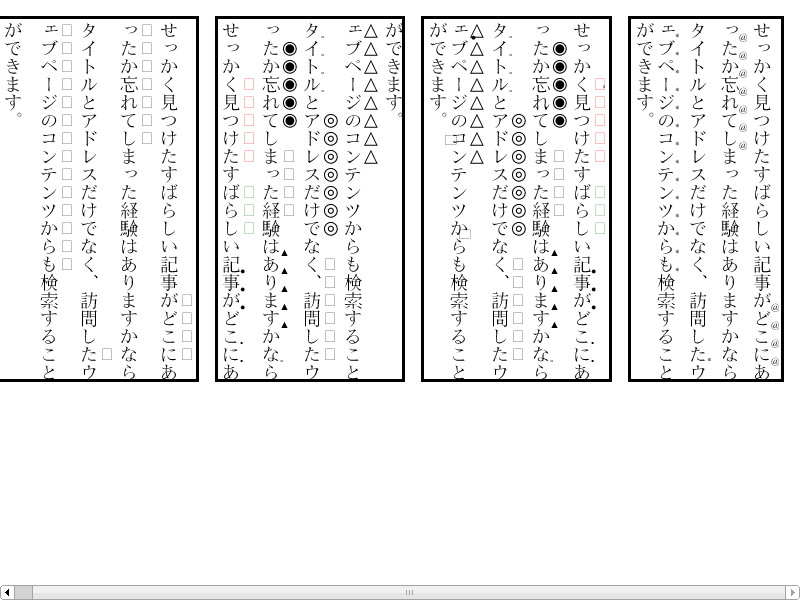 せっかく見つけたすばらしい記事がどこにあ
ったか忘れてしまった経験はありますかなら
タイトルとアドレスだけでなく、訪問したウ
ェブページのコンテンツからも検索すること
ができます。
せっかく見つけたすばらしい記事がどこにあ
ったか忘れてしまった経験はありますかなら
タイトルとアドレスだけでなく、訪問したウ
ェブページのコンテンツからも検索すること
ができます。
せっかく見つけたすばらしい記事がどこにあ
ったか忘れてしまった経験はありますかなら
タイトルとアドレスだけでなく、訪問したウ
ェブページのコンテンツからも検索すること
ができます。
せっかく見つけたすばらしい記事がどこにあ
ったか忘れてしまった経験はありますかなら
タイトルとアドレスだけでなく、訪問したウ
ェブページのコンテンツからも検索すること
ができます。